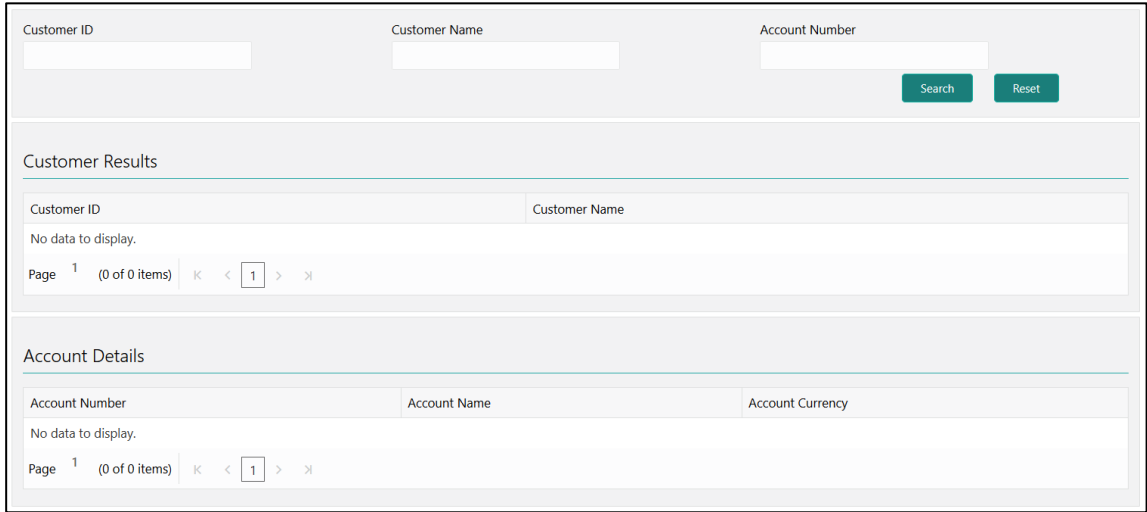 Customer ID Customer Name Account Number
Search Reset
Customer Results
Customer ID Customer Name
No data to display.
Page 1 (0 of 0 items) 1
Account Details
Account Number Account Name Account Currency
No data to display.
Page 1 (0 of 0 items) 1